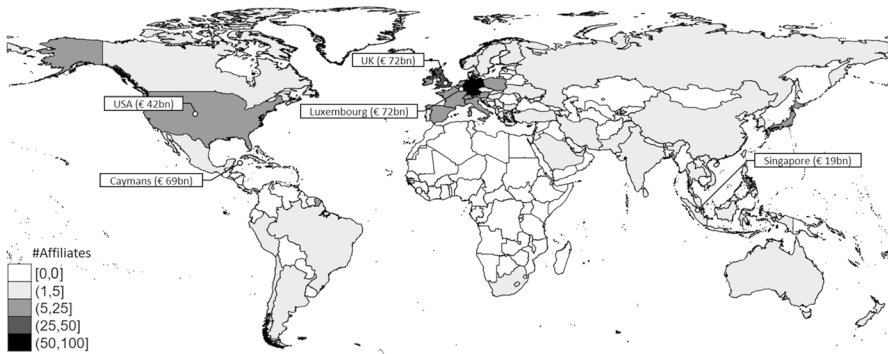 UK (€ 72bn)
USA (€ 42bn)
Luxembourg (€ 72bn)
Singapore (€ 19bn)
Caymans (€ 69bn)
#Affiliates
[0,0]
(1,5]
(5,25]
(25,50]
(50,100]